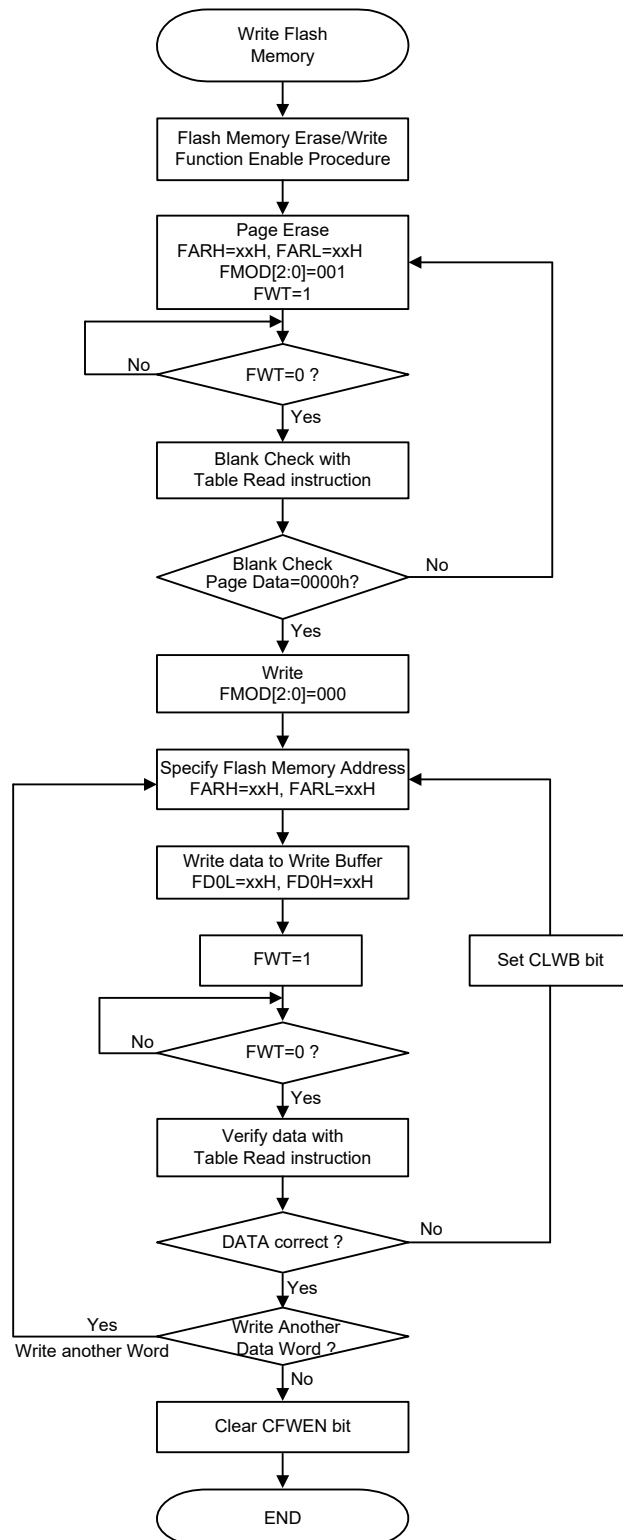 Write Flash
Memory
Flash Memory Erase/Write
Function Enable Procedure
Page Erase
FARH=xxH, FARL=xxH
FMOD[2:0]=001
FWT=1
No
FWT=0 ?
Yes
Blank Check with
Table Read instruction
Blank Check
Page Data=0000h?
No
Yes
Write
FMOD[2:0]=000
Specify Flash Memory Address
FARH=xxH, FARL=xxH
Write data to Write Buffer
FD0L=xxH, FD0H=xxH
FWT=1
Set CLWB bit
No
FWT=0 ?
Yes
Verify data with
Table Read instruction
DATA correct ?
No
Yes
Yes
Write another Word
Write Another
Data Word ?
No
Clear CFWEN bit
END